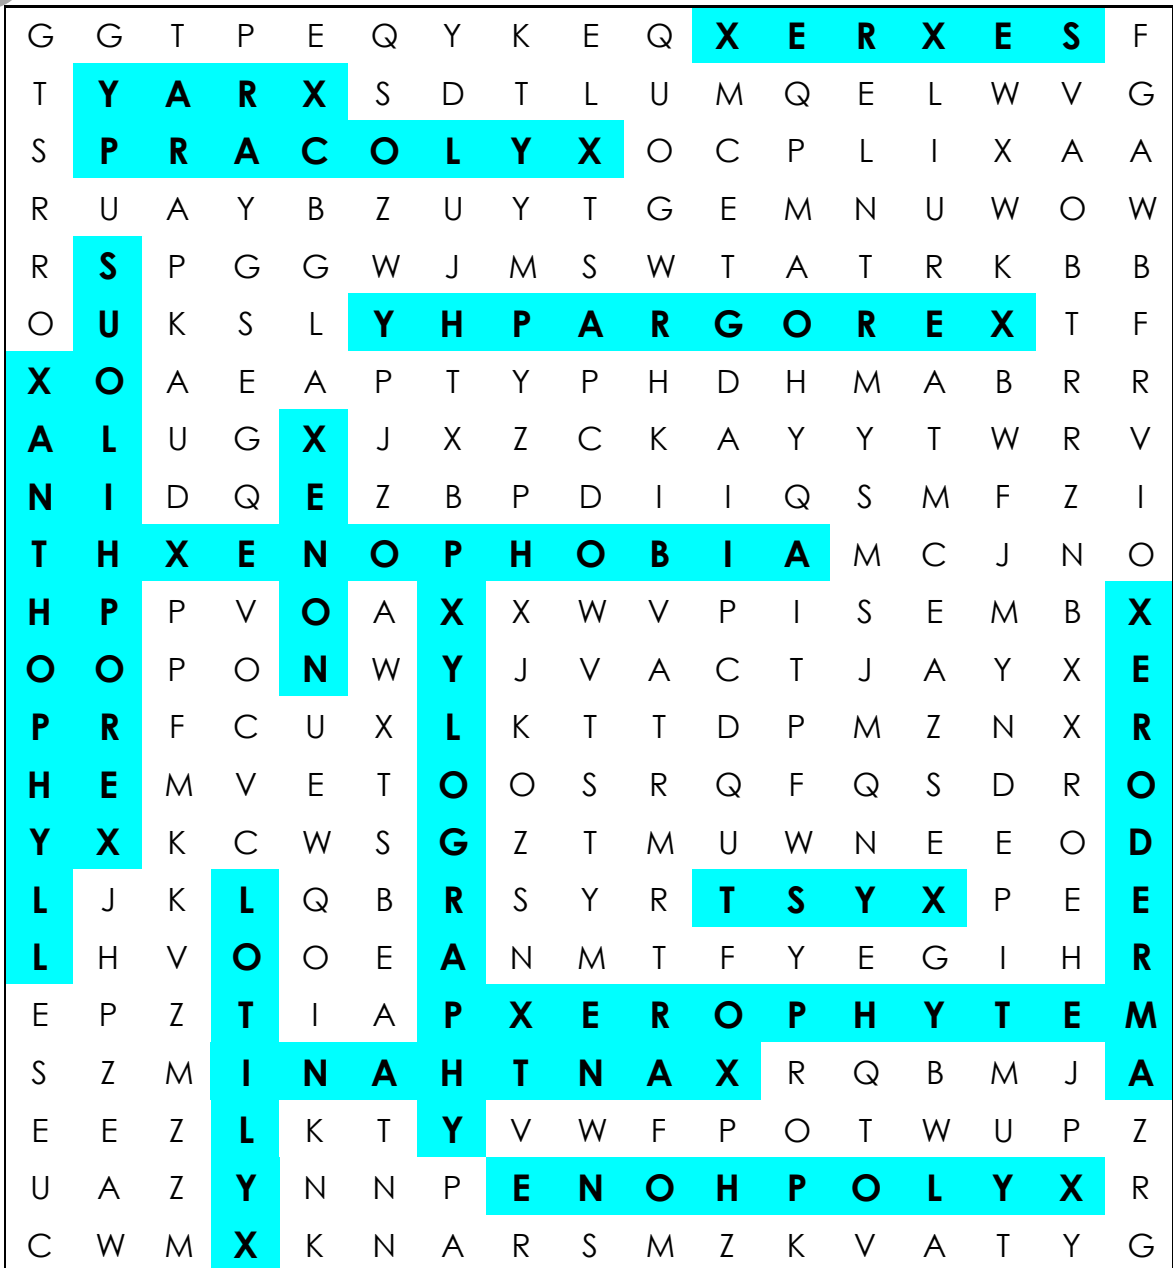 G G T P E Q Y K E Q X E R X E S F
T Y A R X S D T L U M Q E L W V G
S P R A C O L Y X O C P L I X A A
R U A Y B Z U Y T G E M N U W O W
R S P G G W J M S W T A T R K B B
O U K S L Y H P A R G O R E X T F
X O A E A P T Y P H D H M A B R R
A L U G X J X Z C K A Y Y T W R V
N I D Q E Z B P D I I Q S M F Z I
T H X E N O P H O B I A M C J N O
H P P V O A X X W V P I S E M B X
O O P O N W Y J V A C T J A Y X E
P R F C U X L K T T D P M Z N X R
H E M V E T O O S R Q F Q S D R O
Y X K C W S G Z T M U W N E E O D
L J K L Q B R S Y R T S Y X P E E
L H V O O E A N M T F Y E G I H R
E P Z T I A P X E R O P H Y T E M
S Z M I N A H T N A X R Q B M J A
E E Z L K T Y V W F P O T W U P Z
U A Z Y N N P E N O H P O L Y X R
C W M X K N A R S M Z K V A T Y G